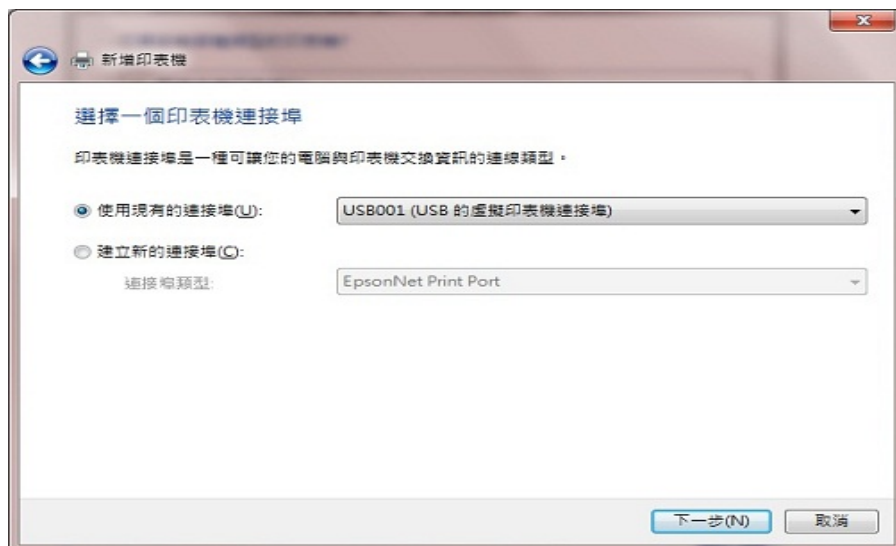 新增印表機
選擇一個印表機連接埠
印表機連接埠是一種可讓您的電腦與印表機交換資訊的連線類型。
使用現有的連接埠(U):
USB001 (USB 的虛擬印表機連接埠)
建立新的連接埠(C):
連接埠類型:
EpsonNet Print Port
下一步(N)
取消